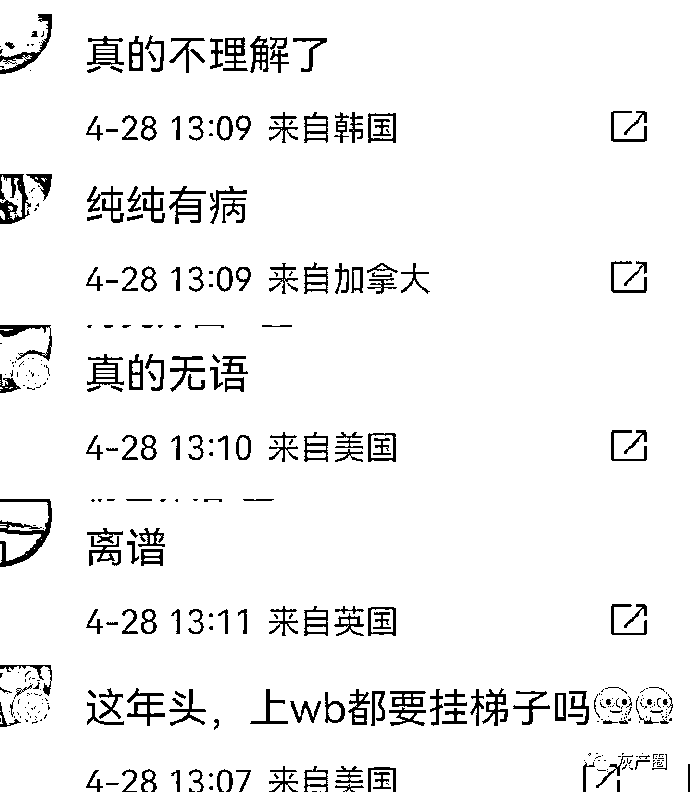 真的不理解了
4-28 13:09 来自韩国
纯纯有病
4-28 13:09 来自加拿大
真的无语
4-28 13:10 来自美国
离谱
4-28 13:11 来自英国
这年头，上wb都要挂梯子吗
灰产圈
4-28 13:07 来自美国